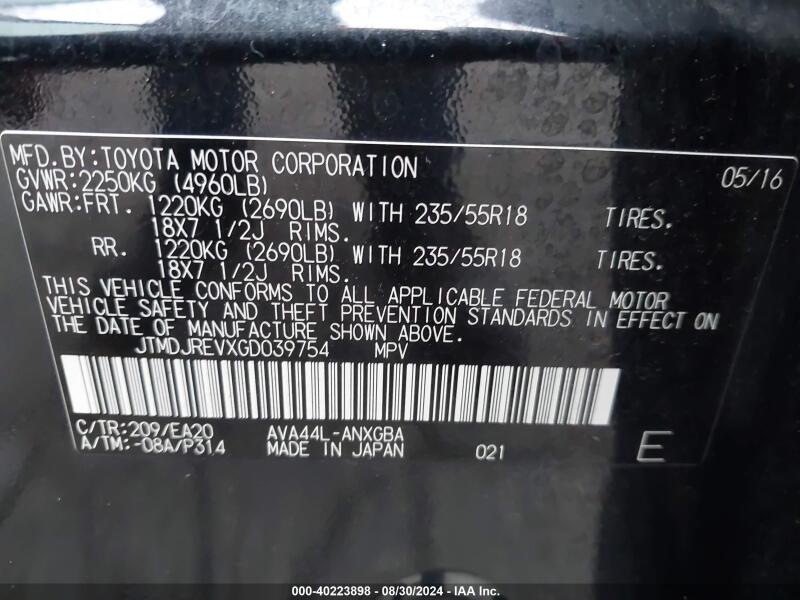 MFD.BY:TOYOTA MOTOR CORPORATION 05/16
GVWR:2250KG (4960LB)
GAWR:FRT. 1220KG (2690LB) WITH 235/55R18 TIRES.
18X7 1/2J RIMS.
RR. 1220KG (2690LB) WITH 235/55R18 TIRES.
18X7 1/2J RIMS.
THIS VEHICLE CONFORMS TO ALL APPLICABLE FEDERAL MOTOR
VEHICLE SAFETY AND THEFT PREVENTION STANDARDS IN EFFECT ON
THE DATE OF MANUFACTURE SHOWN ABOVE.
JTMDJREVXGD039754 MPV
C/TR:209/EA20 AVA44L-ANXGBA
A/TM:-08A/P314 MADE IN JAPAN 021 E
000-40223898 - 08/30/2024 - IAA Inc.